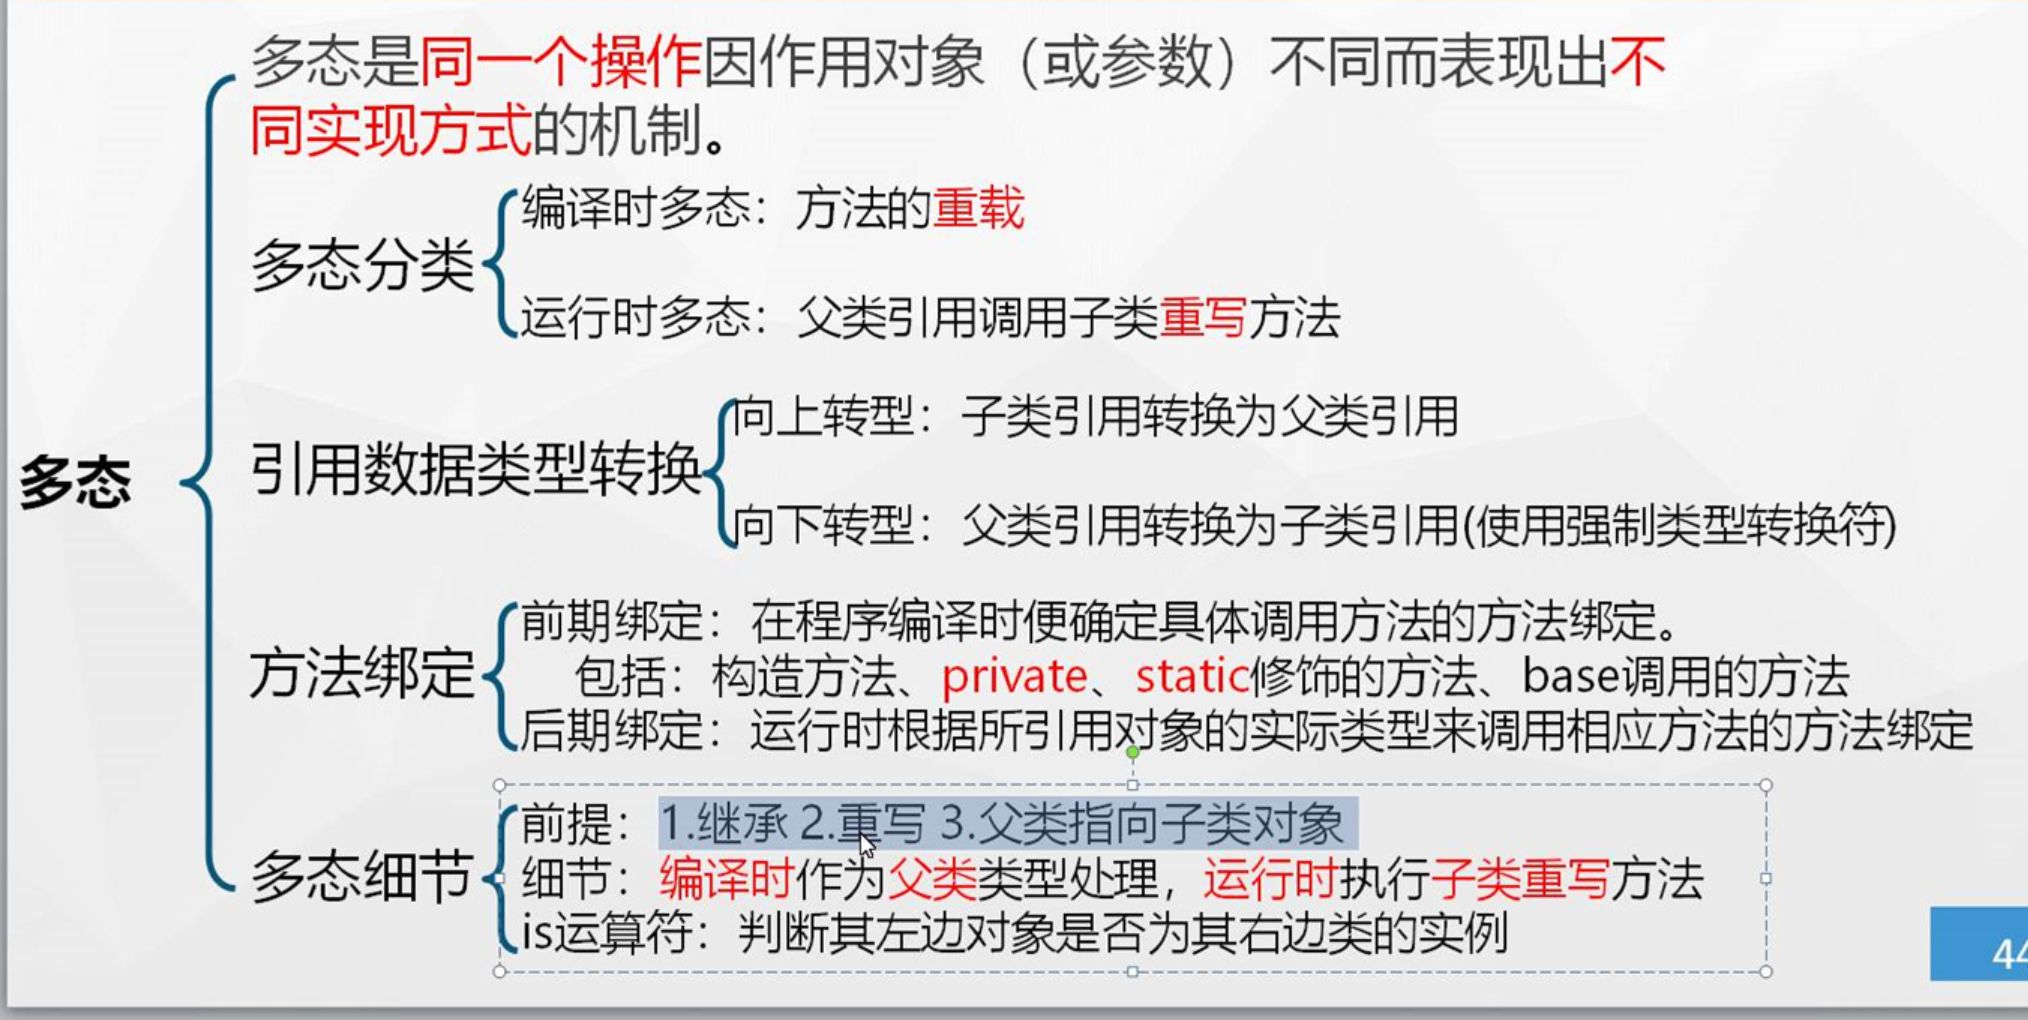 多态是同一个操作因作用对象（或参数）不同而表现出不
同实现方式的机制。
多态分类
编译时多态：方法的重载
运行时多态：父类引用调用子类重写方法
多态
引用数据类型转换
向上转型：子类引用转换为父类引用
向下转型：父类引用转换为子类引用(使用强制类型转换符)
方法绑定
前期绑定：在程序编译时便确定具体调用方法的方法绑定。
包括：构造方法、private、static修饰的方法、base调用的方法
后期绑定：运行时根据所引用对象的实际类型来调用相应方法的方法绑定
多态细节
前提：1.继承 2.重写 3.父类指向子类对象
细节：编译时作为父类类型处理，运行时执行子类重写方法
is运算符：判断其左边对象是否为其右边类的实例
44